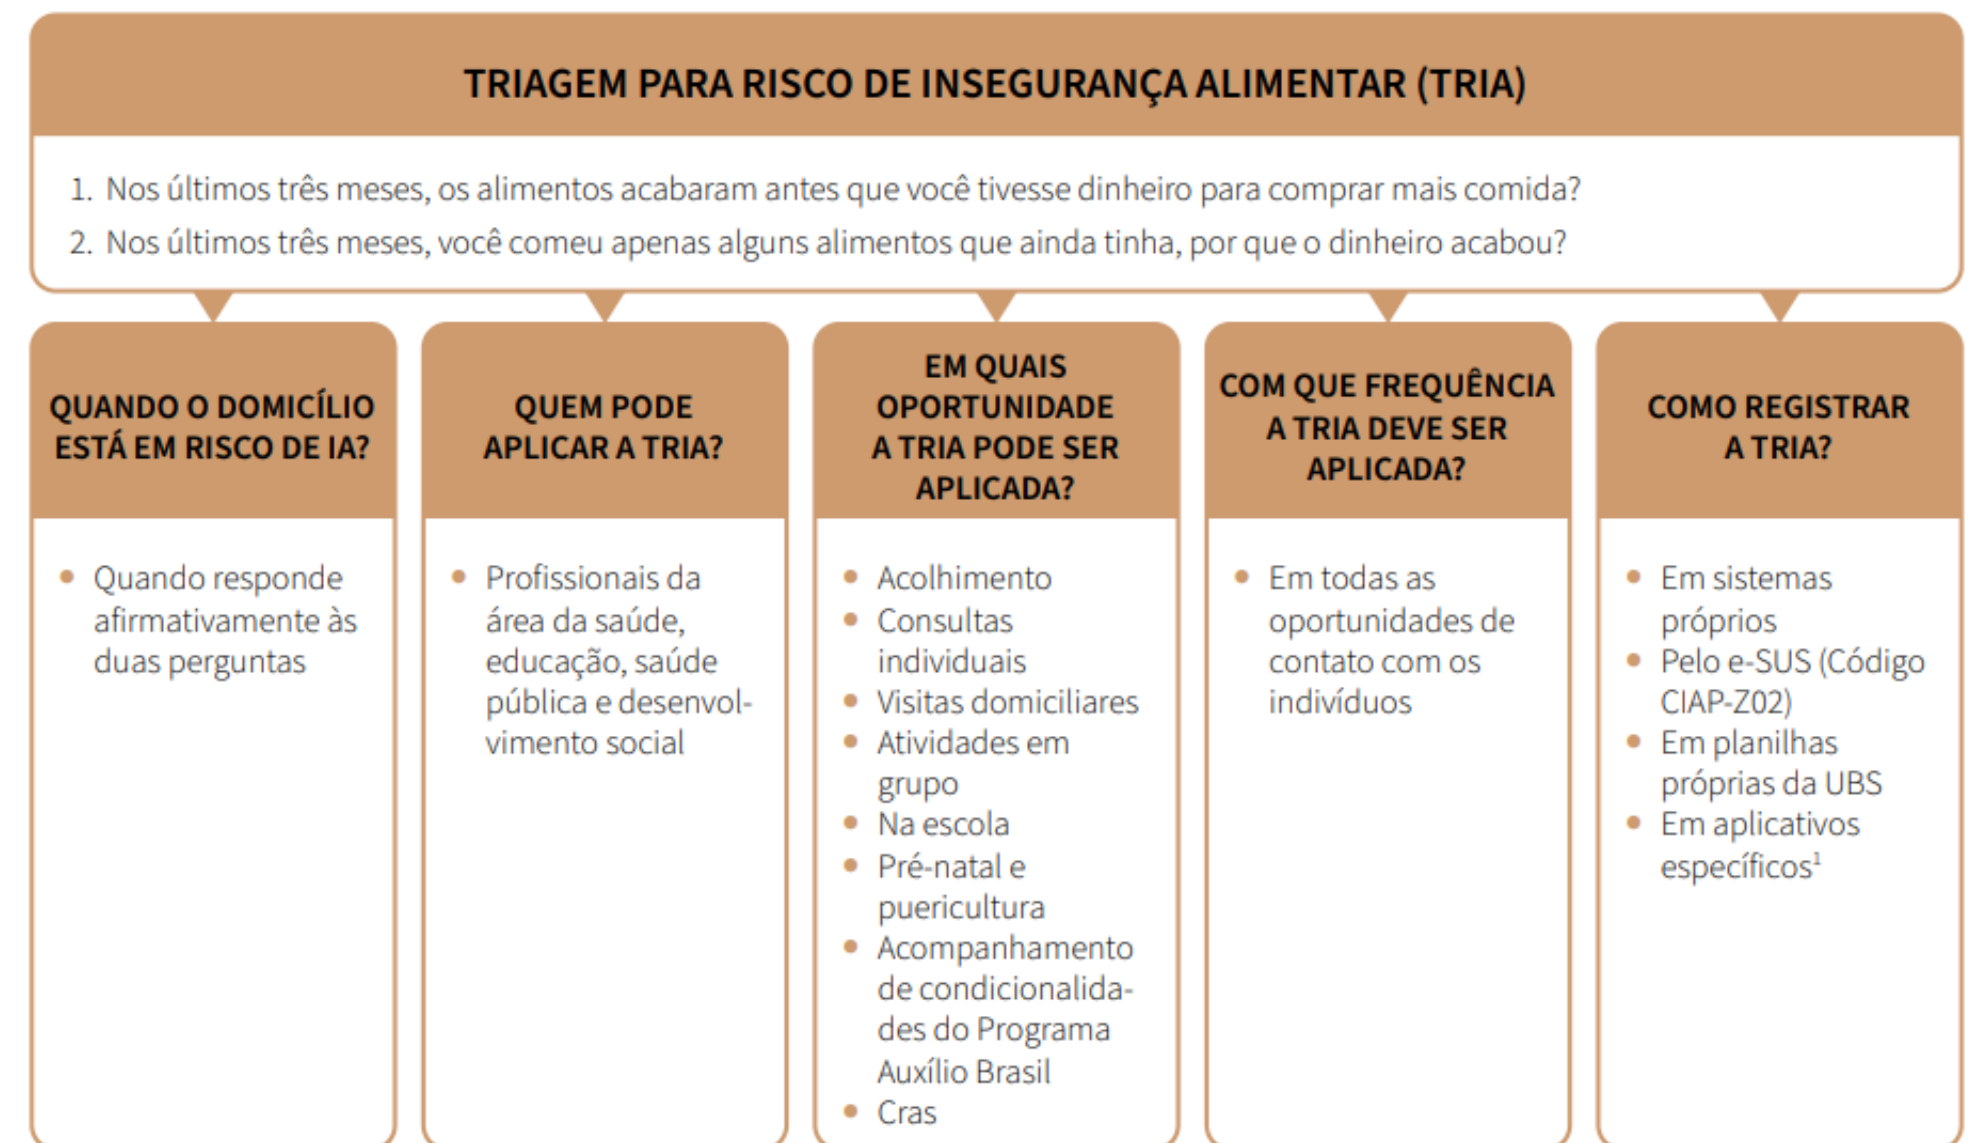 TRIAGEM PARA RISCO DE INSEGURANÇA ALIMENTAR (TRIA)
1. Nos últimos três meses, os alimentos acabaram antes que você tivesse dinheiro para comprar mais comida?
2. Nos últimos três meses, você comeu apenas alguns alimentos que ainda tinha, por que o dinheiro acabou?
QUANDO O DOMICÍLIO
ESTÁ EM RISCO DE IA?
• Quando responde
afirmativamente às
duas perguntas
QUEM PODE
APLICAR A TRIA?
• Profissionais da
área da saúde,
educação, saúde
pública e desenvol-
vimento social
EM QUAIS
OPORTUNIDADE
A TRIA PODE SER
APLICADA?
• Acolhimento
• Consultas
individuais
• Visitas domiciliares
• Atividades em
grupo
• Na escola
• Pré-natal e
puericultura
• Acompanhamento
de condicionalida-
des do Programa
Auxílio Brasil
• Cras
COM QUE FREQUÊNCIA
A TRIA DEVE SER
APLICADA?
• Em todas as
oportunidades de
contato com os
indivíduos
COMO REGISTRAR
A TRIA?
• Em sistemas
próprios
• Pelo e-SUS (Código
CIAP-Z02)
• Em planilhas
próprias da UBS
• Em aplicativos
específicos¹